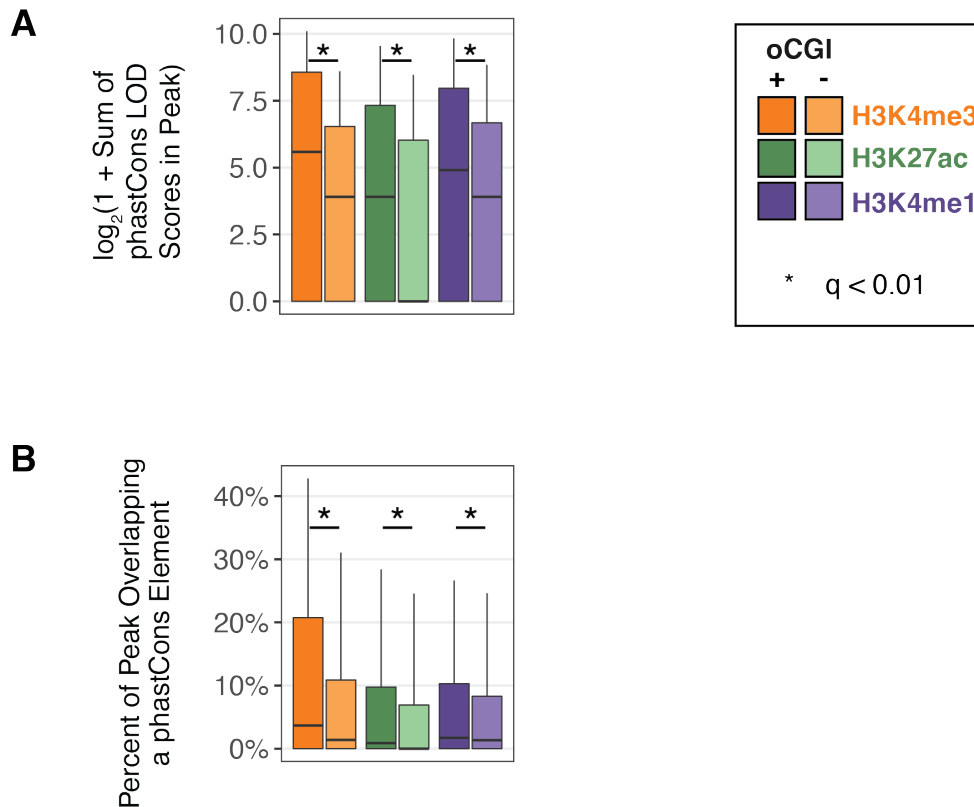 A
log₂(1 + Sum of
phastCons LOD
Scores in Peak)
10.0
7.5
5.0
2.5
0.0
* * *
oCGI
+ -
H3K4me3
H3K27ac
H3K4me1
* q < 0.01
B
Percent of Peak Overlapping
a phastCons Element
40%
30%
20%
10%
0%
* * *